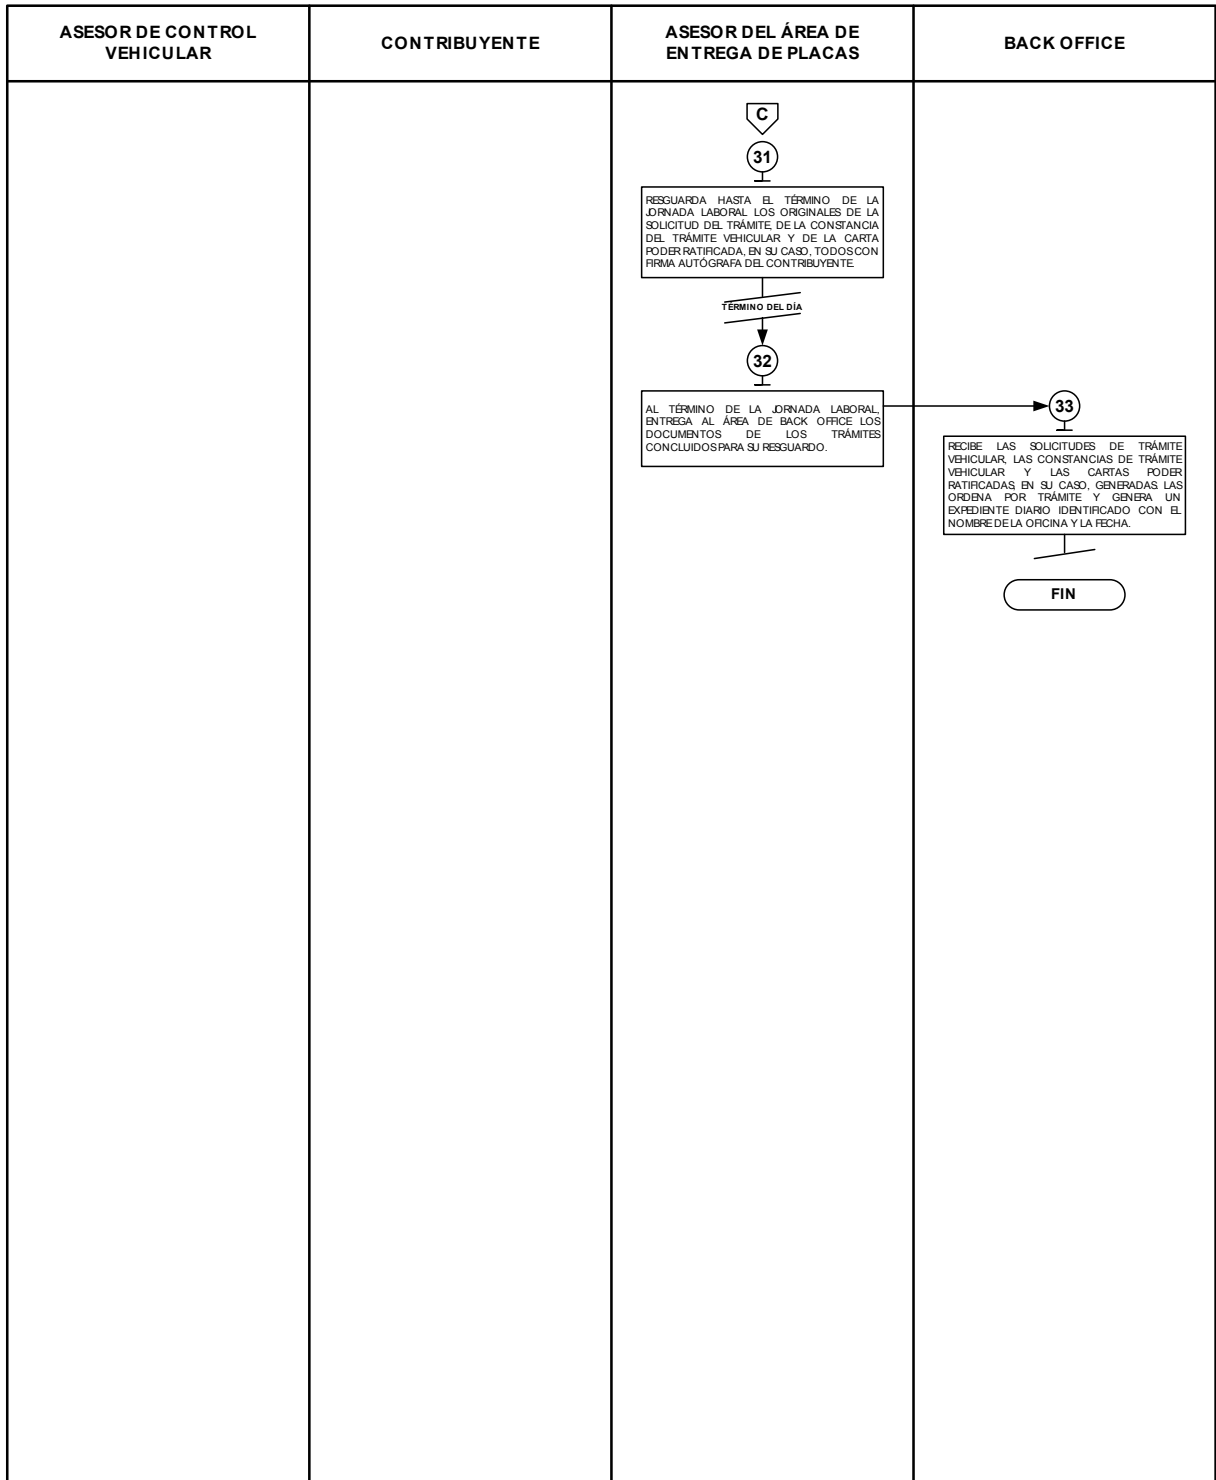 ASESOR DE CONTROL
VEHICULAR
CONTRIBUYENTE
ASESOR DEL ÁREA DE
ENTREGA DE PLACAS
BACK OFFICE
C
31
RESGUARDA HASTA EL TÉRMINO DE LA
JORNADA LABORAL LOS ORIGINALES DE LA
SOLICITUD DEL TRÁMITE, DE LA CONSTANCIA
DEL TRÁMITE VEHICULAR Y DE LA CARTA
PODER RATIFICADA, EN SU CASO, TODOS CON
FIRMA AUTÓGRAFA DEL CONTRIBUYENTE.
TÉRMINO DEL DÍA
32
AL TÉRMINO DE LA JORNADA LABORAL,
ENTREGA AL ÁREA DE BACK OFFICE LOS
DOCUMENTOS DE LOS TRÁMITES
CONCLUIDOS PARA SU RESGUARDO.
33
RECIBE LAS SOLICITUDES DE TRÁMITE
VEHICULAR, LAS CONSTANCIAS DE TRÁMITE
VEHICULAR Y LAS CARTAS PODER
RATIFICADAS, EN SU CASO, GENERADAS. LAS
ORDENA POR TRÁMITE Y GENERA UN
EXPEDIENTE DIARIO IDENTIFICADO CON EL
NOMBRE DE LA OFICINA Y LA FECHA.
FIN